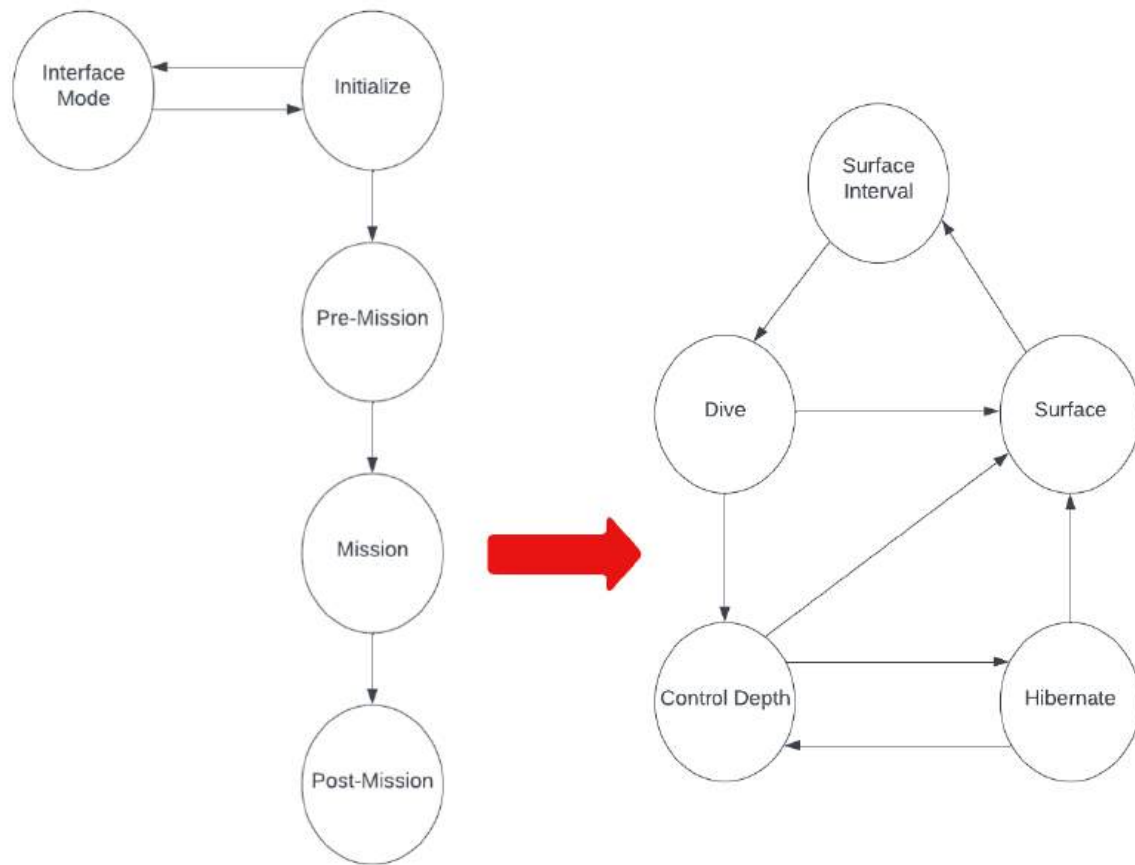 Interface
Mode
Initialize
Pre-Mission
Mission
Post-Mission
Surface
Interval
Dive
Surface
Control Depth
Hibernate